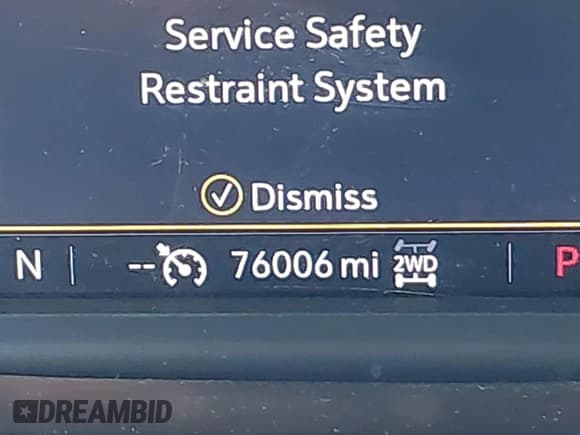 Service Safety
Restraint System
Dismiss
N -- 76006 mi 2WD P
DREAMBID